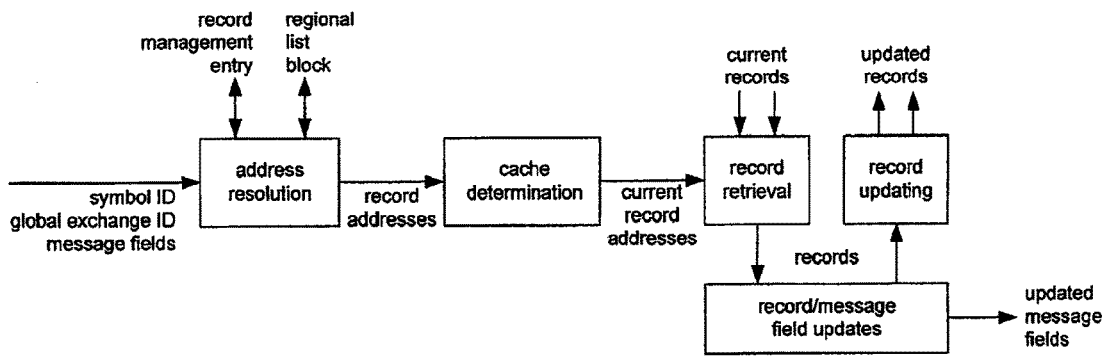 record
management
entry
regional
list
block
current
records
updated
records
address
resolution
cache
determination
record
retrieval
record
updating
symbol ID
global exchange ID
message fields
record
addresses
current
record
addresses
records
record/message
field updates
updated
message
fields